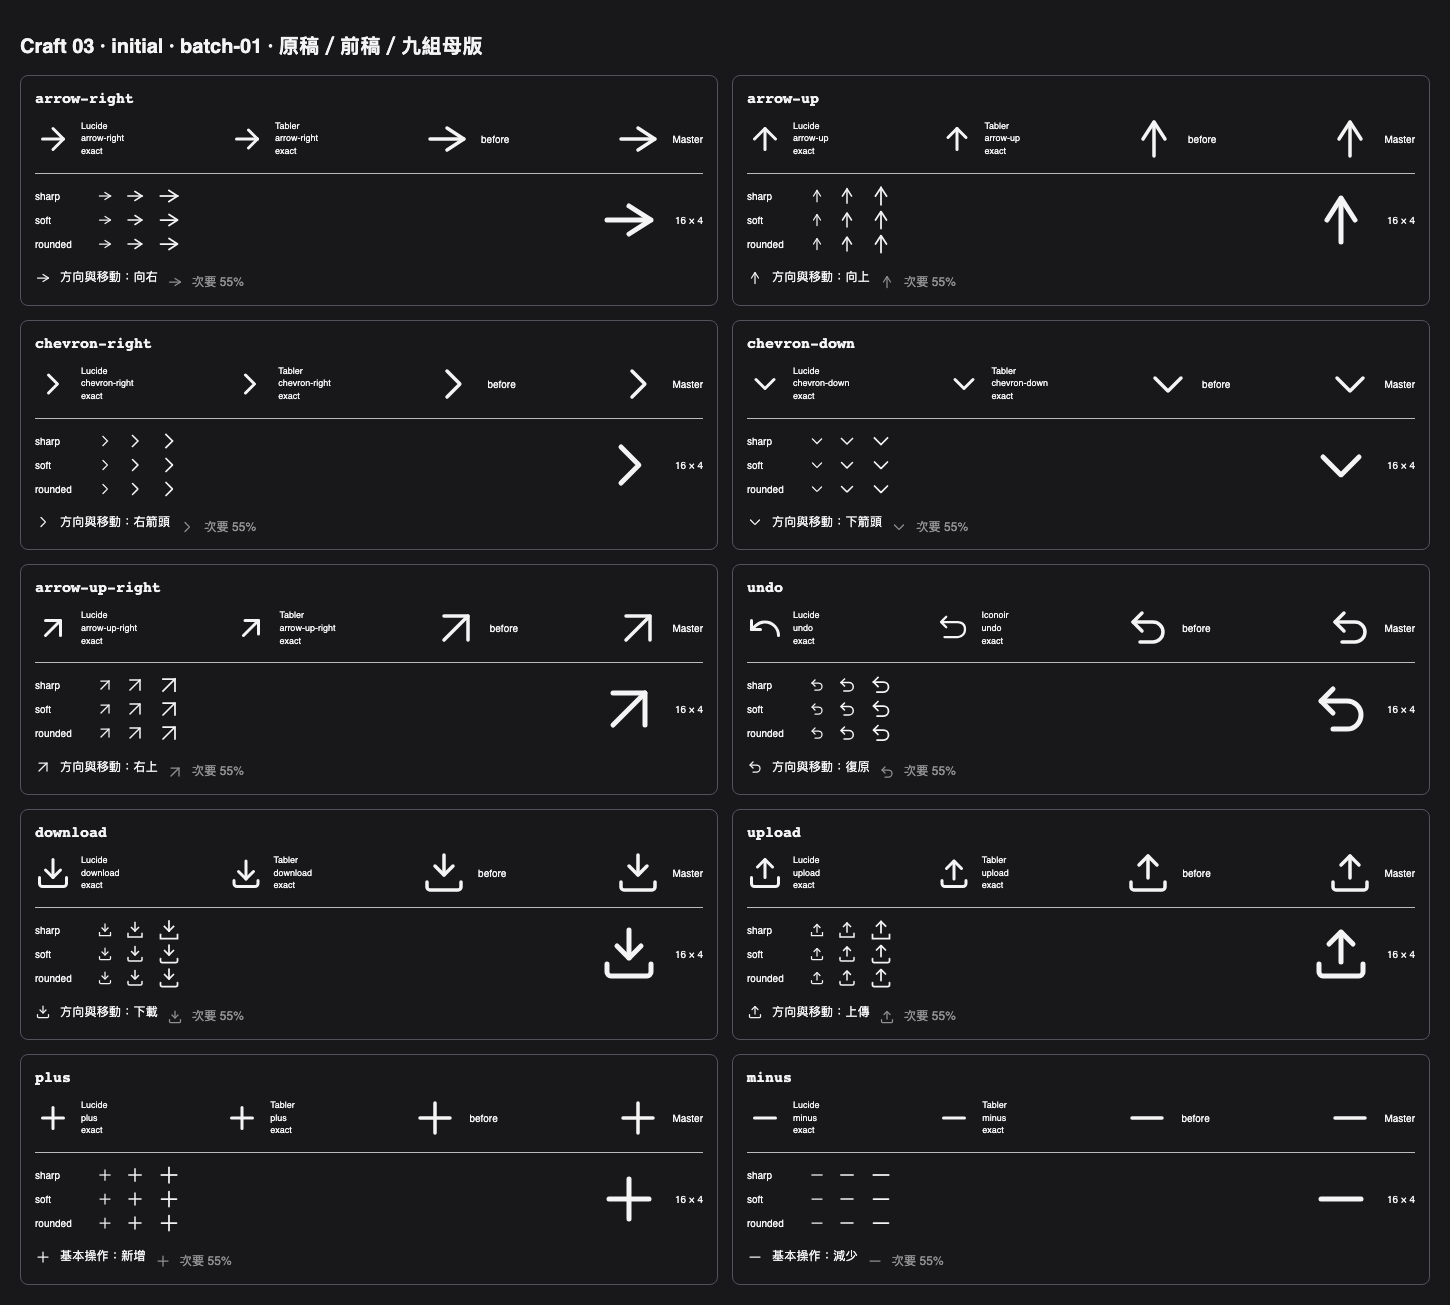 Craft 03 · initial · batch-01 · 原稿 / 前稿 / 九組母版
arrow-right
Lucide
arrow-right
exact
Tabler
arrow-right
exact
before
Master
sharp
soft
16 × 4
rounded
方向與移動：向右
次要 55%
arrow-up
Lucide
arrow-up
exact
Tabler
arrow-up
exact
before
Master
sharp
soft
16 × 4
rounded
方向與移動：向上
次要 55%
chevron-right
Lucide
chevron-right
exact
Tabler
chevron-right
exact
before
Master
sharp
soft
16 × 4
rounded
方向與移動：右箭頭
次要 55%
chevron-down
Lucide
chevron-down
exact
Tabler
chevron-down
exact
before
Master
sharp
soft
16 × 4
rounded
方向與移動：下箭頭
次要 55%
arrow-up-right
Lucide
arrow-up-right
exact
Tabler
arrow-up-right
exact
before
Master
sharp
soft
16 × 4
rounded
方向與移動：右上
次要 55%
undo
Lucide
undo
exact
Iconoir
undo
exact
before
Master
sharp
soft
16 × 4
rounded
方向與移動：復原
次要 55%
download
Lucide
download
exact
Tabler
download
exact
before
Master
sharp
soft
16 × 4
rounded
方向與移動：下載
次要 55%
upload
Lucide
upload
exact
Tabler
upload
exact
before
Master
sharp
soft
16 × 4
rounded
方向與移動：上傳
次要 55%
plus
Lucide
plus
exact
Tabler
plus
exact
before
Master
sharp
soft
16 × 4
rounded
基本操作：新增
次要 55%
minus
Lucide
minus
exact
Tabler
minus
exact
before
Master
sharp
soft
16 × 4
rounded
基本操作：減少
次要 55%